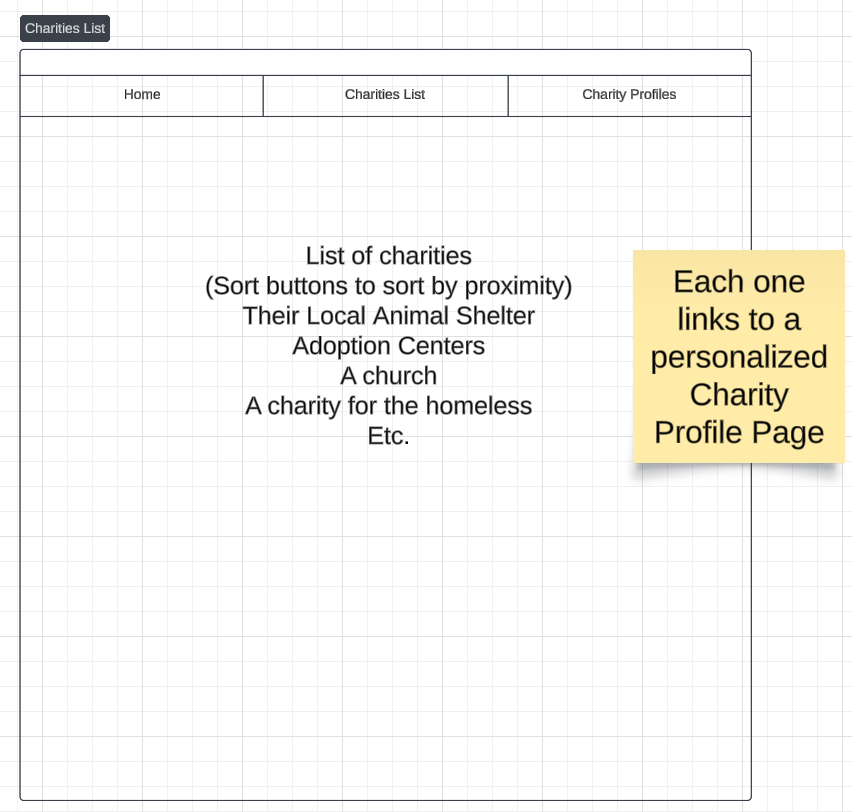 Charities List
Home
Charities List
Charity Profiles
List of charities
(Sort buttons to sort by proximity)
Their Local Animal Shelter
Adoption Centers
A church
A charity for the homeless
Etc.
Each one
links to a
personalized
Charity
Profile Page